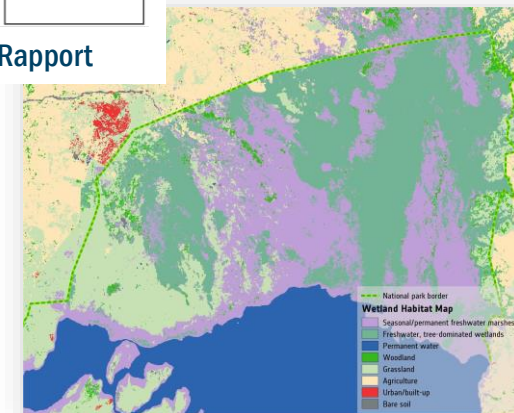 Rapport
National park border
Wetland Habitat Map
Seasonal/permanent freshwater marshes
Freshwater, tree-dominated wetlands
Permanent water
Woodland
Grassland
Agriculture
Urban/built-up
Bare soil